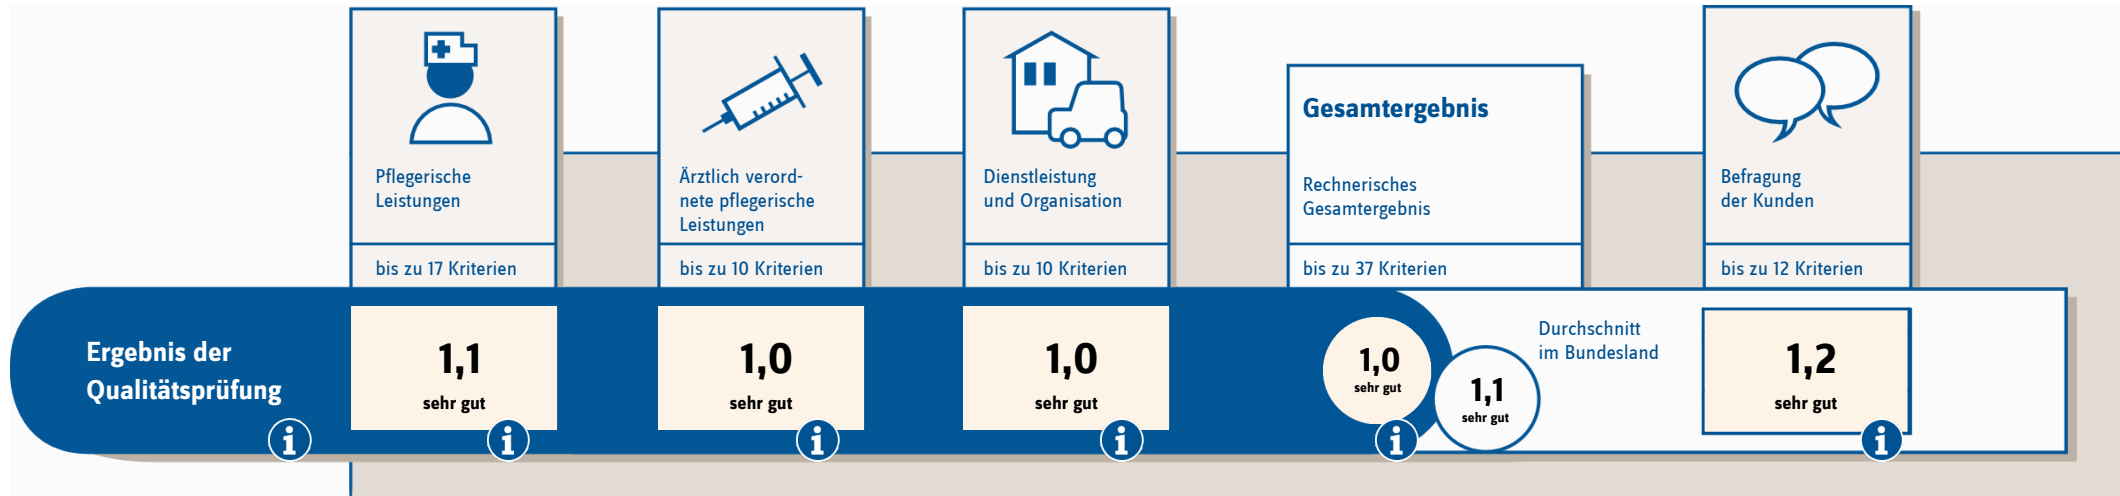 Pflegerische
Leistungen
bis zu 17 Kriterien
Ärztlich verord-
nete pflegerische
Leistungen
bis zu 10 Kriterien
Dienstleistung
und Organisation
bis zu 10 Kriterien
Gesamtergebnis
Rechnerisches
Gesamtergebnis
bis zu 37 Kriterien
Befragung
der Kunden
bis zu 12 Kriterien
Ergebnis der
Qualitätsprüfung
i
1,1
sehr gut
i
1,0
sehr gut
i
1,0
sehr gut
i
1,0
sehr gut
i
1,1
sehr gut
Durchschnitt
im Bundesland
1,2
sehr gut
i